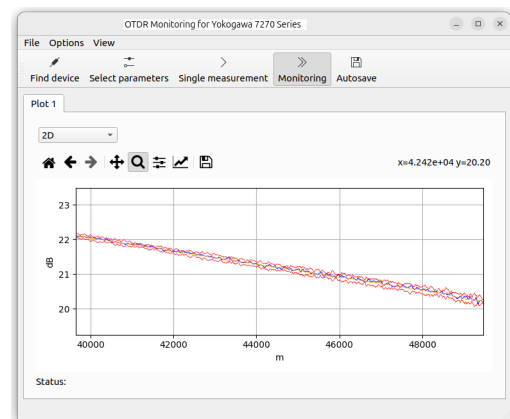 OTDR Monitoring for Yokogawa 7270 Series
File Options View
Find device Select parameters Single measurement Monitoring Autosave
Plot 1
2D
x=4.242e+04 y=20.20
23
22
21
20
dB
40000 42000 44000 46000 48000
m
Status: